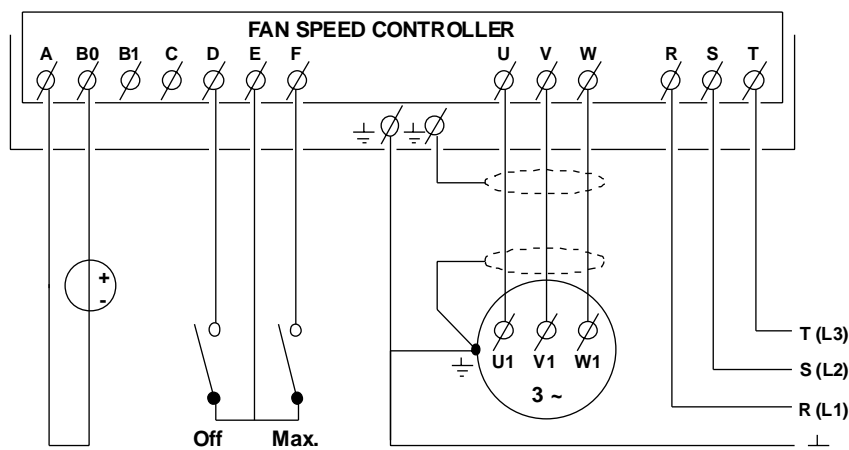 FAN SPEED CONTROLLER
A B0 B1 C D E F U V W R S T
+
-
U1 V1 W1
3 ~
T (L3)
S (L2)
R (L1)
Off Max.